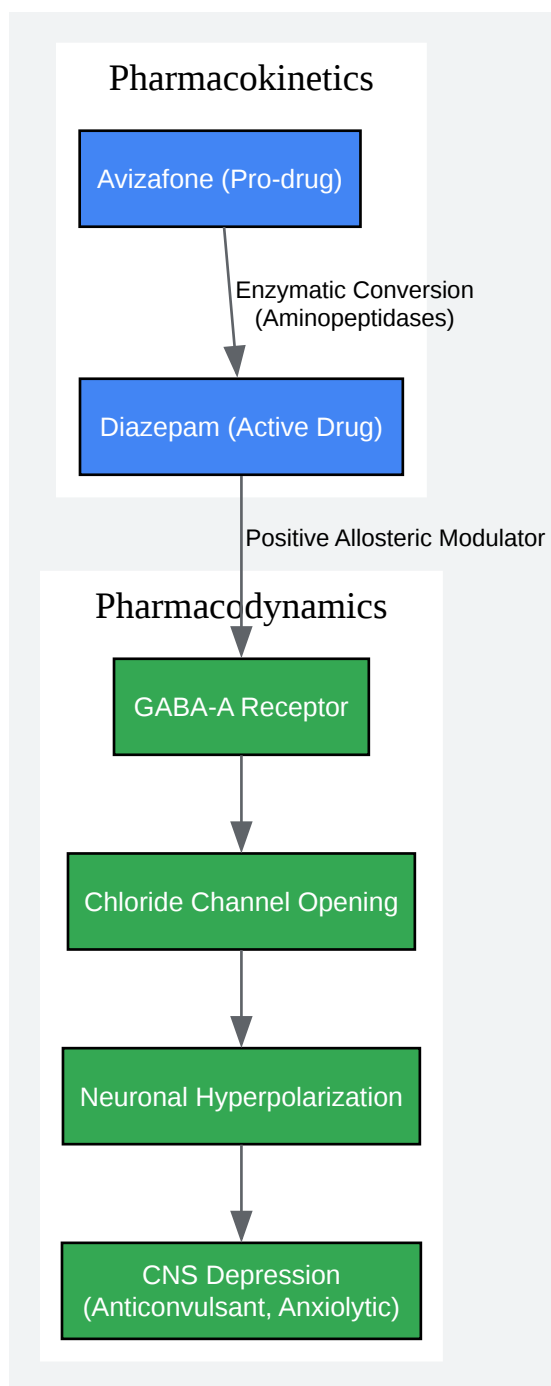 Pharmacokinetics
Avizafone (Pro-drug)
Enzymatic Conversion
(Aminopeptidases)
Diazepam (Active Drug)
Positive Allosteric Modulator
Pharmacodynamics
GABA-A Receptor
Chloride Channel Opening
Neuronal Hyperpolarization
CNS Depression
(Anticonvulsant, Anxiolytic)